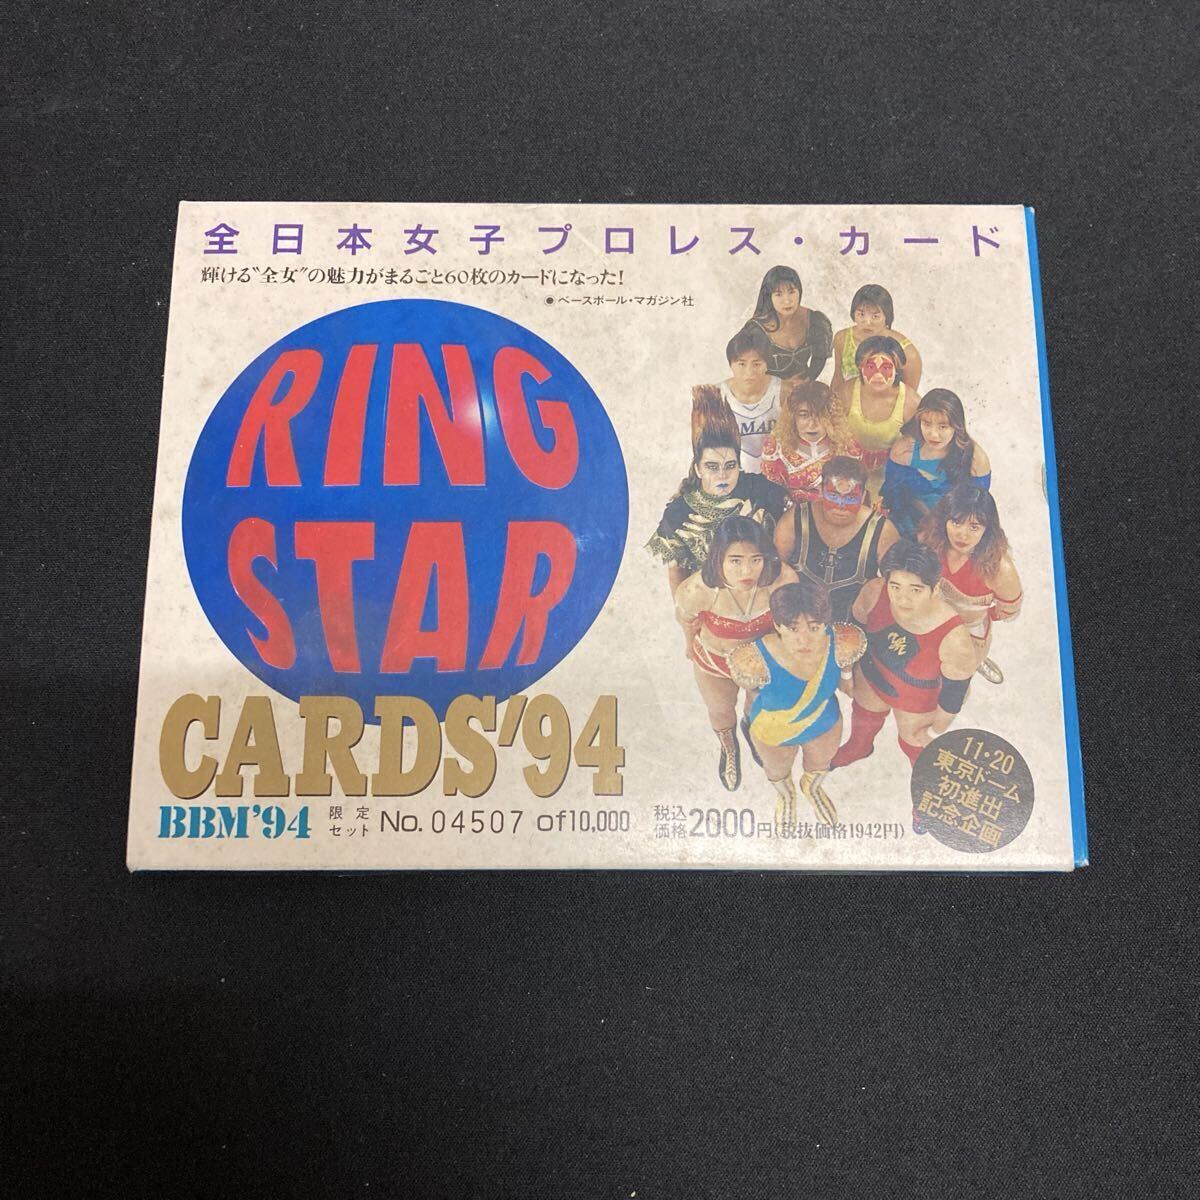 全日本女子プロレス・カード
輝ける"全女"の魅力がまるごと60枚のカードになった!
●ベースボール・マガジン社
RING
STAR
CARDS'94
BBM'94 限定セット No. 04507 of 10,000 税込価格2000円(税抜価格1942円)
MAD
11・20
東京ドーム
初進出
記念企画